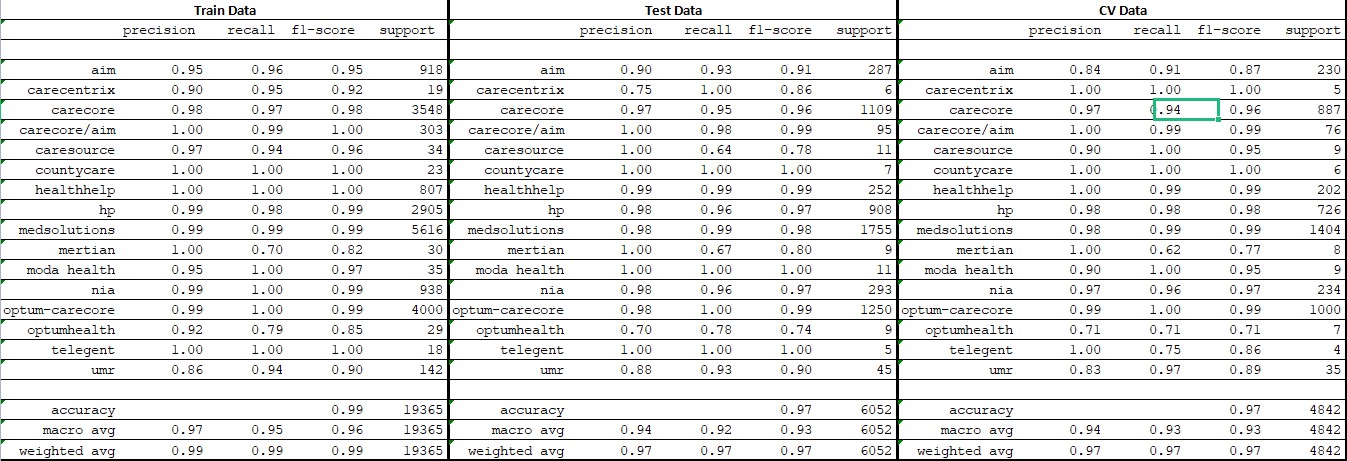 Train Data Test Data CV Data
precision recall f1-score support precision recall f1-score support precision recall f1-score support
aim 0.95 0.96 0.95 918 aim 0.90 0.93 0.91 287 aim 0.84 0.91 0.87 230
carecentrix 0.90 0.95 0.92 19 carecentrix 0.75 1.00 0.86 6 carecentrix 1.00 1.00 1.00 5
carecore 0.98 0.97 0.98 3548 carecore 0.97 0.95 0.96 1109 carecore 0.97 .94 0.96 887
carecore/aim 1.00 0.99 1.00 303 carecore/aim 1.00 0.98 0.99 95 carecore/aim 1.00 0.99 0.99 76
caresource 0.97 0.94 0.96 34 caresource 1.00 0.64 0.78 11 caresource 0.90 1.00 0.95 9
countycare 1.00 1.00 1.00 23 countycare 1.00 1.00 1.00 7 countycare 1.00 1.00 1.00 6
healthhelp 1.00 1.00 1.00 807 healthhelp 0.99 0.99 0.99 252 healthhelp 1.00 0.99 0.99 202
hp 0.99 0.98 0.99 2905 hp 0.98 0.96 0.97 908 hp 0.98 0.98 0.98 726
medsolutions 0.99 0.99 0.99 5616 medsolutions 0.98 0.99 0.98 1755 medsolutions 0.98 0.99 0.99 1404
mertian 1.00 0.70 0.82 30 mertian 1.00 0.67 0.80 9 mertian 1.00 0.62 0.77 8
moda health 0.95 1.00 0.97 35 moda health 1.00 1.00 1.00 11 moda health 0.90 1.00 0.95 9
nia 0.99 1.00 0.99 938 nia 0.98 0.96 0.97 293 nia 0.97 0.96 0.97 234
optum-carecore 0.99 1.00 0.99 4000 optum-carecore 0.98 1.00 0.99 1250 optum-carecore 0.99 1.00 0.99 1000
optumhealth 0.92 0.79 0.85 29 optumhealth 0.70 0.78 0.74 9 optumhealth 0.71 0.71 0.71 7
telegent 1.00 1.00 1.00 18 telegent 1.00 1.00 1.00 5 telegent 1.00 0.75 0.86 4
umr 0.86 0.94 0.90 142 umr 0.88 0.93 0.90 45 umr 0.83 0.97 0.89 35
accuracy 0.99 19365 accuracy 0.97 6052 accuracy 0.97 4842
macro avg 0.97 0.95 0.96 19365 macro avg 0.94 0.92 0.93 6052 macro avg 0.94 0.93 0.93 4842
weighted avg 0.99 0.99 0.99 19365 weighted avg 0.97 0.97 0.97 6052 weighted avg 0.97 0.97 0.97 4842